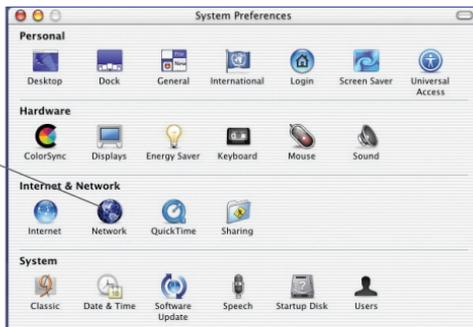 System Preferences
Personal
Desktop Dock General International Login Screen Saver Universal
Access
Hardware
ColorSync Displays Energy Saver Keyboard Mouse Sound
Internet & Network
Internet Network QuickTime Sharing
System
Classic Date & Time Software Speech Startup Disk Users
Update